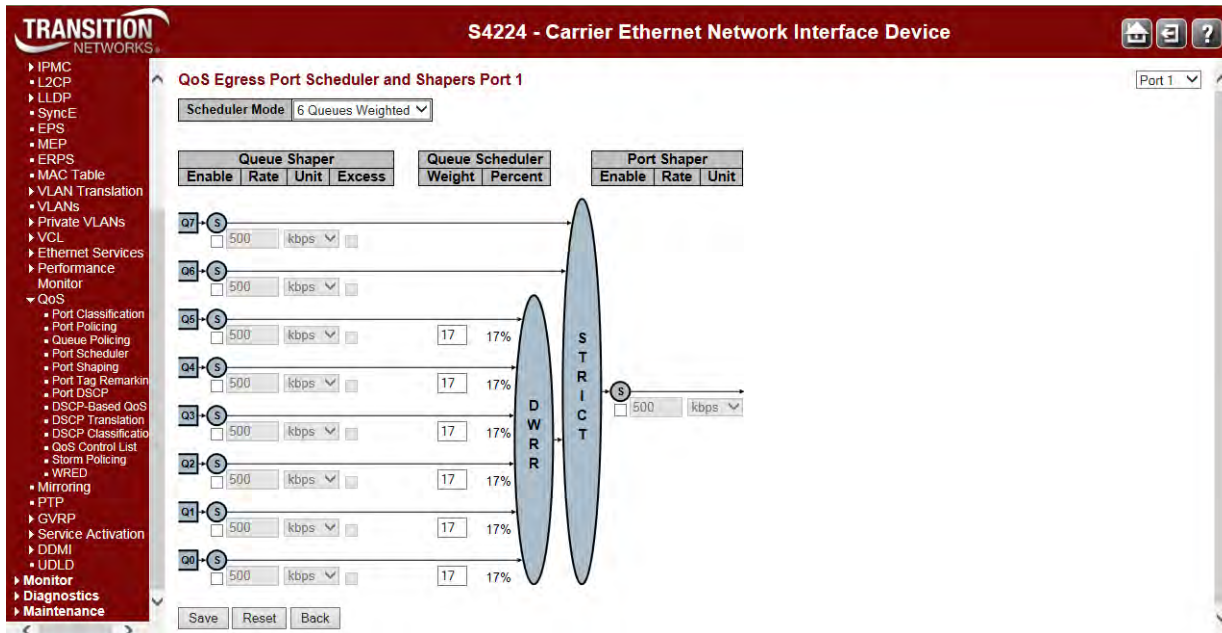 TRANSITION
NETWORKS®
S4224 - Carrier Ethernet Network Interface Device
?
IPMC
L2CP
LLDP
SyncE
EPS
MEP
ERPS
MAC Table
VLAN Translation
VLANs
Private VLANs
VCL
Ethernet Services
Performance
Monitor
QoS
Port Classification
Port Policing
Queue Policing
Port Scheduler
Port Shaping
Port Tag Remarkin
Port DSCP
DSCP-Based QoS
DSCP Translation
DSCP Classificatio
QoS Control List
Storm Policing
WRED
Mirroring
PTP
GVRP
Service Activation
DDMI
UDLD
Monitor
Diagnostics
Maintenance
QoS Egress Port Scheduler and Shapers Port 1
Port 1
Scheduler Mode 6 Queues Weighted
Queue Shaper Queue Scheduler Port Shaper
Enable Rate Unit Excess Weight Percent Enable Rate Unit
Q7 S
500 kbps
Q6 S
500 kbps
Q5 S
500 kbps 17 17%
Q4 S
500 kbps 17 17%
Q3 S
500 kbps 17 17%
Q2 S
500 kbps 17 17%
Q1 S
500 kbps 17 17%
Q0 S
500 kbps 17 17%
DWRR
STRICT
S
500 kbps
Save Reset Back